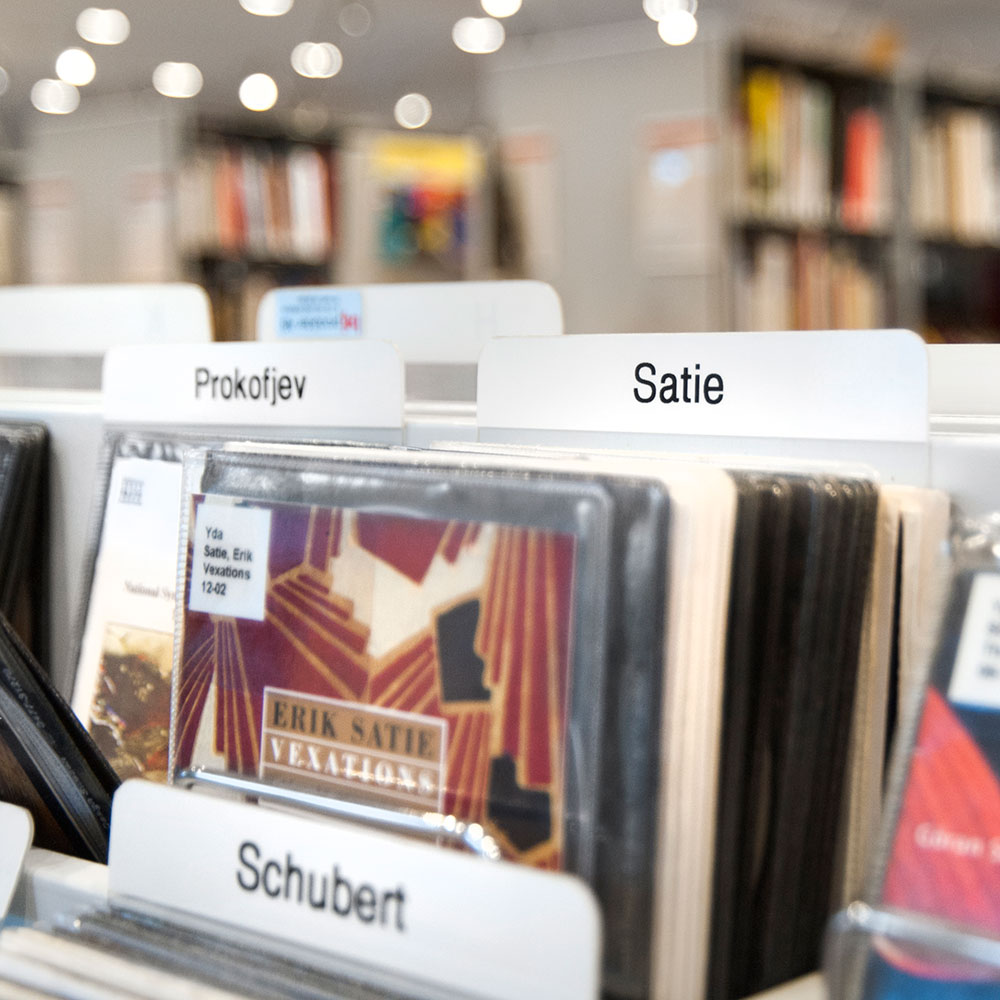 Prokofjev
Satie
Yda
Satie, Erik
Vexations
12-02
ERIK SATIE
VEXATIONS
Schubert